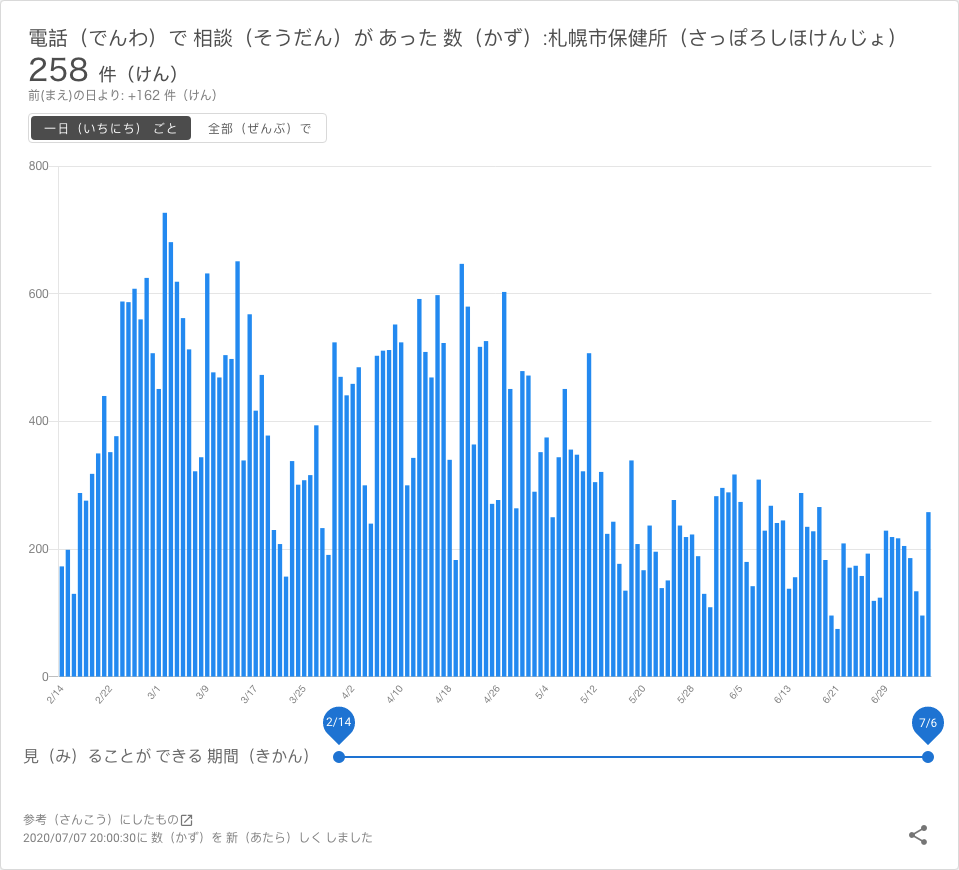 電話（でんわ）で 相談（そうだん）が あった 数（かず）:札幌市保健所（さっぽろしほけんじょ）
258 件（けん）
前(まえ)の日より: +162 件（けん）
一日（いちにち） ごと 全部（ぜんぶ）で
800
600
400
200
0
2/14 2/22 3/1 3/9 3/17 3/25 4/2 4/10 4/18 4/26 5/4 5/12 5/20 5/28 6/5 6/13 6/21 6/29
2/14 7/6
見（み）ることが できる 期間（きかん）
参考（さんこう）にしたもの
2020/07/07 20:00:30に 数（かず）を 新（あたら）しく しました